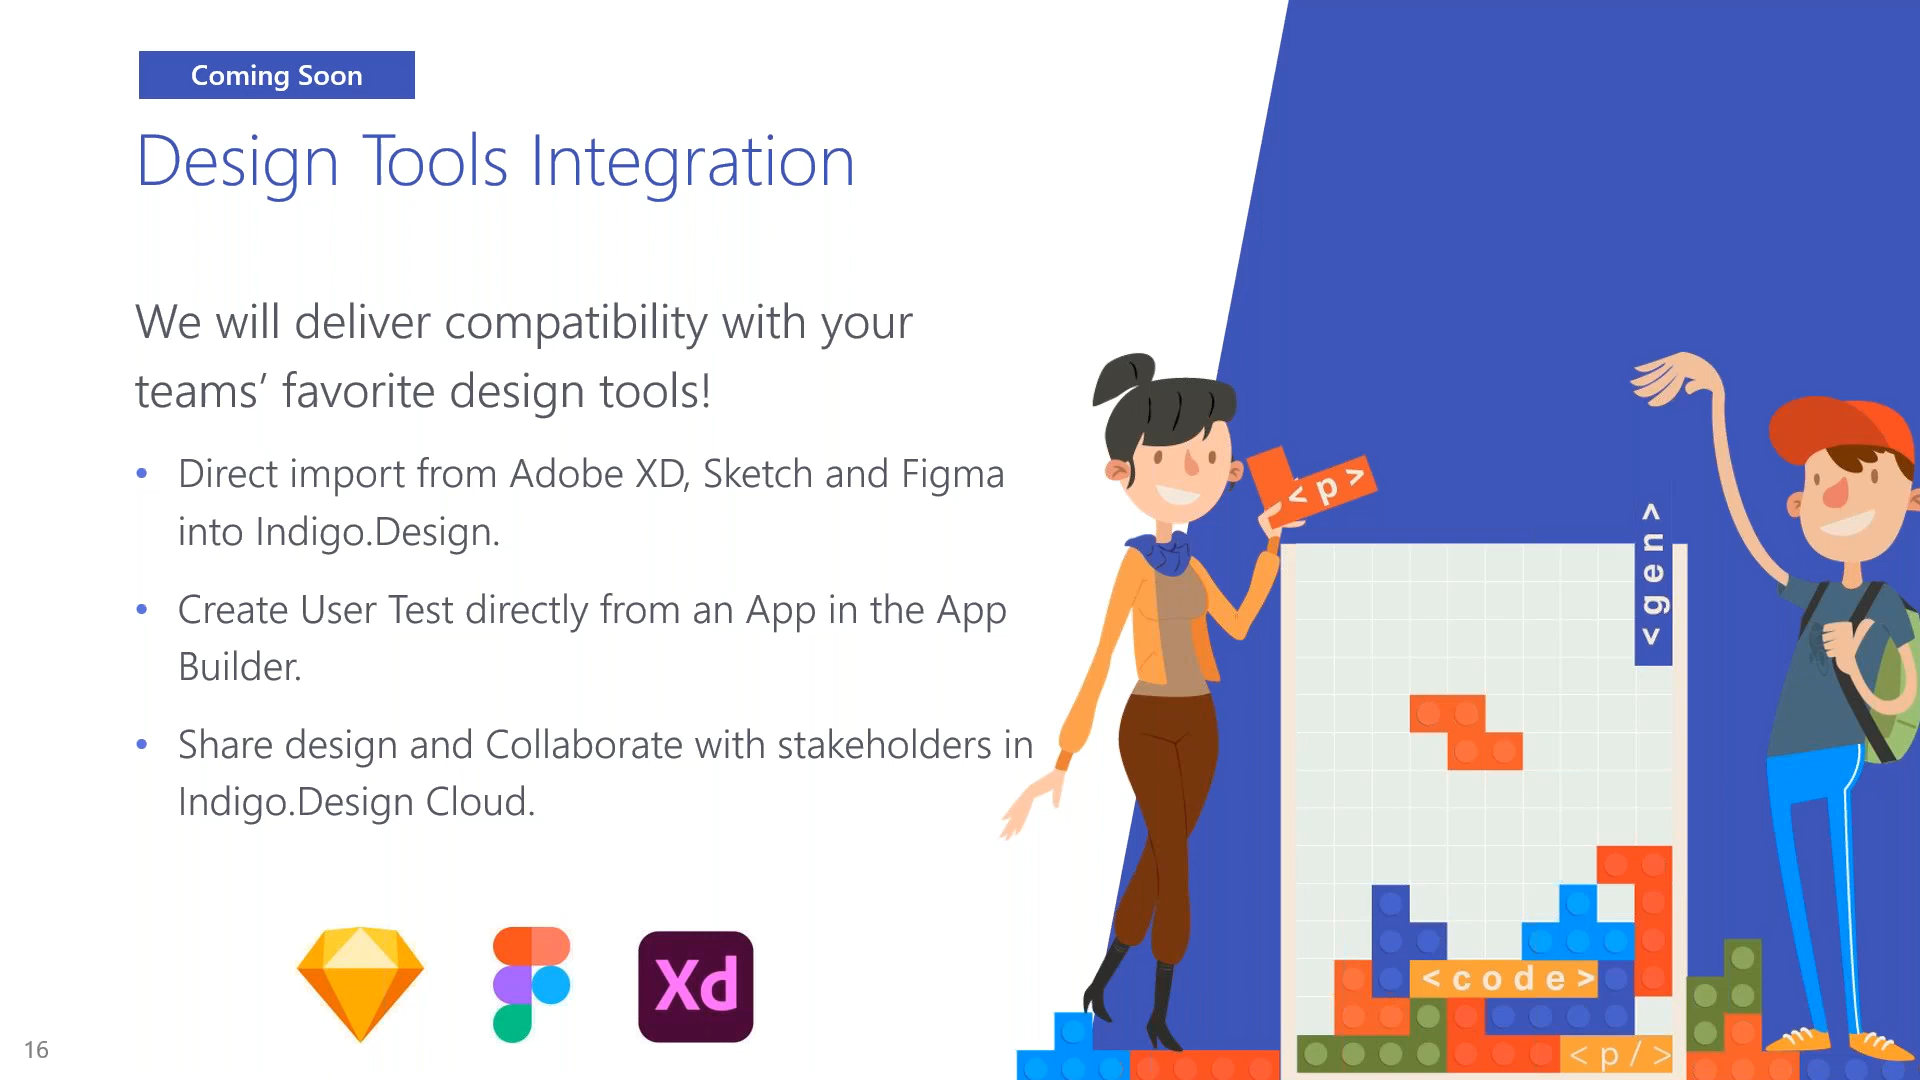 Coming Soon
Design Tools Integration
We will deliver compatibility with your
teams’ favorite design tools!
• Direct import from Adobe XD, Sketch and Figma
into Indigo.Design.
• Create User Test directly from an App in the App
Builder.
• Share design and Collaborate with stakeholders in
Indigo.Design Cloud.
Xd
16
<p>
<gen>
<code>
<p/>